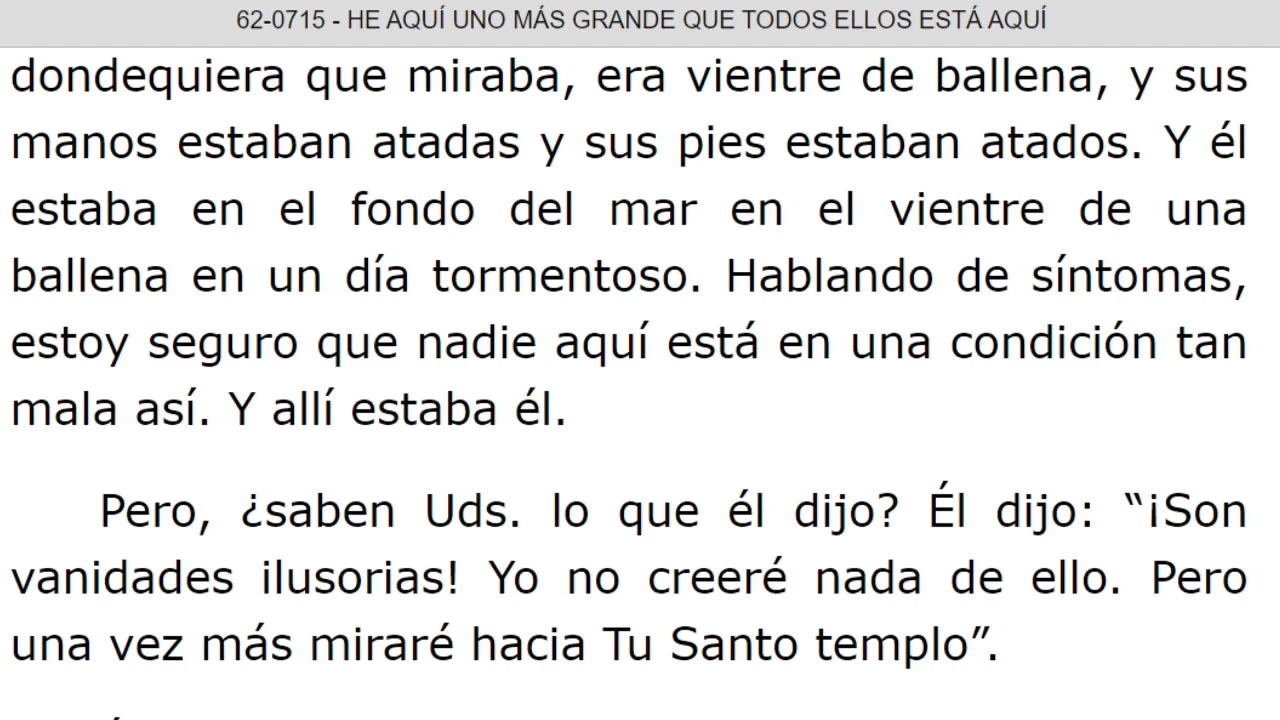 62-0715 - HE AQUÍ UNO MÁS GRANDE QUE TODOS ELLOS ESTÁ AQUÍ
dondequiera que miraba, era vientre de ballena, y sus
manos estaban atadas y sus pies estaban atados. Y él
estaba en el fondo del mar en el vientre de una
ballena en un día tormentoso. Hablando de síntomas,
estoy seguro que nadie aquí está en una condición tan
mala así. Y allí estaba él.
Pero, ¿saben Uds. lo que él dijo? Él dijo: “¡Son
vanidades ilusorias! Yo no creeré nada de ello. Pero
una vez más miraré hacia Tu Santo templo”.